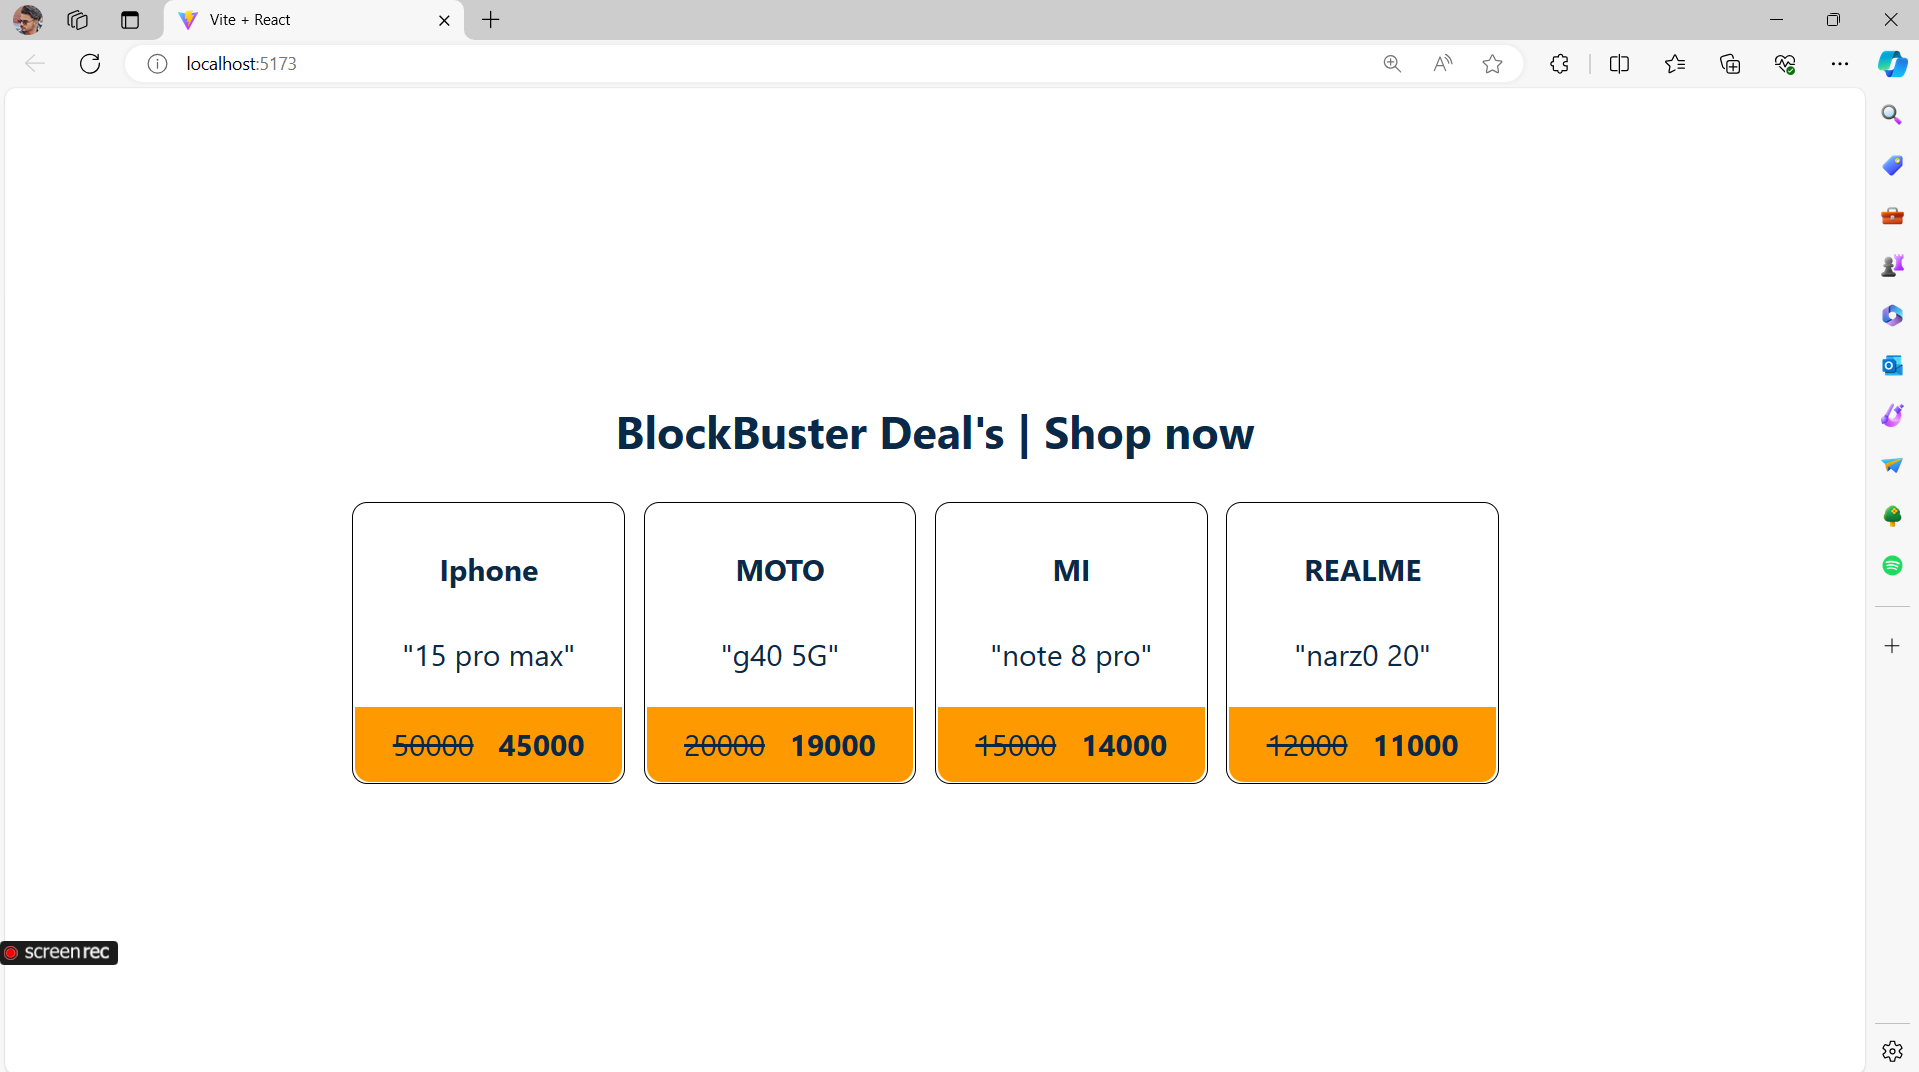 Vite + React
localhost:5173
BlockBuster Deal's | Shop now
Iphone
"15 pro max"
50000 45000
MOTO
"g40 5G"
20000 19000
MI
"note 8 pro"
15000 14000
REALME
"narz0 20"
12000 11000
screenrec